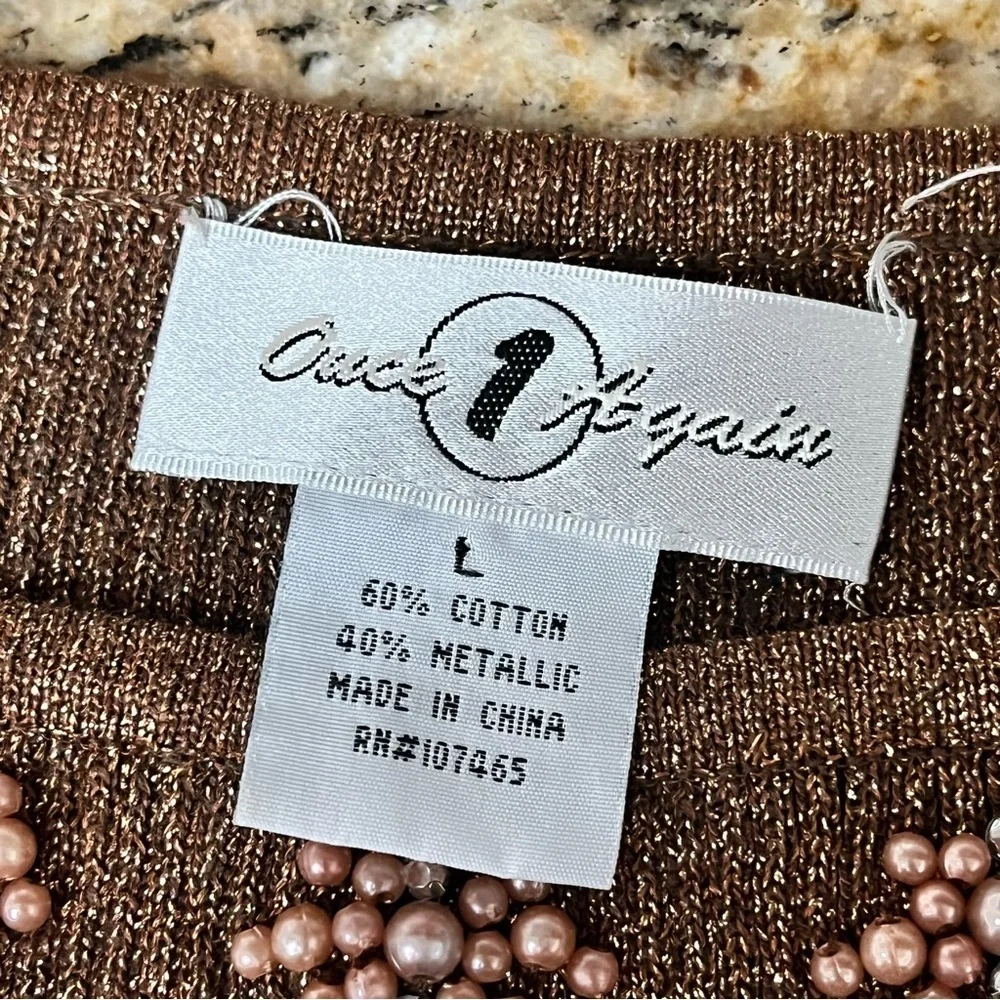 Once 1 Again
L
60% COTTON
40% METALLIC
MADE IN CHINA
RN#107465